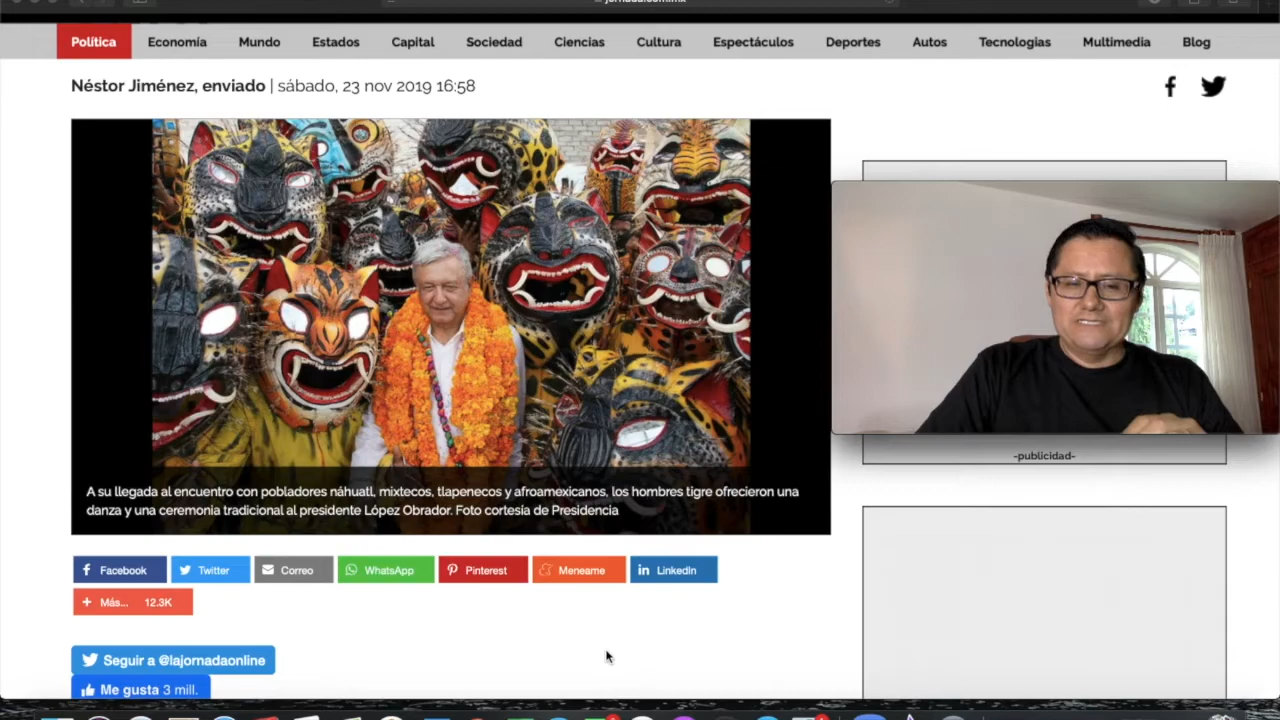 Política Economía Mundo Estados Capital Sociedad Ciencias Cultura Espectáculos Deportes Autos Tecnologias Multimedia Blog
Néstor Jiménez, enviado | sábado, 23 nov 2019 16:58
A su llegada al encuentro con pobladores náhuatl, mixtecos, tlapenecos y afroamexicanos, los hombres tigre ofrecieron una
danza y una ceremonia tradicional al presidente López Obrador. Foto cortesía de Presidencia
-publicidad-
Facebook Twitter Correo WhatsApp Pinterest Meneame LinkedIn
Más... 12.3K
Seguir a @lajornadaonline
Me gusta 3 mill.